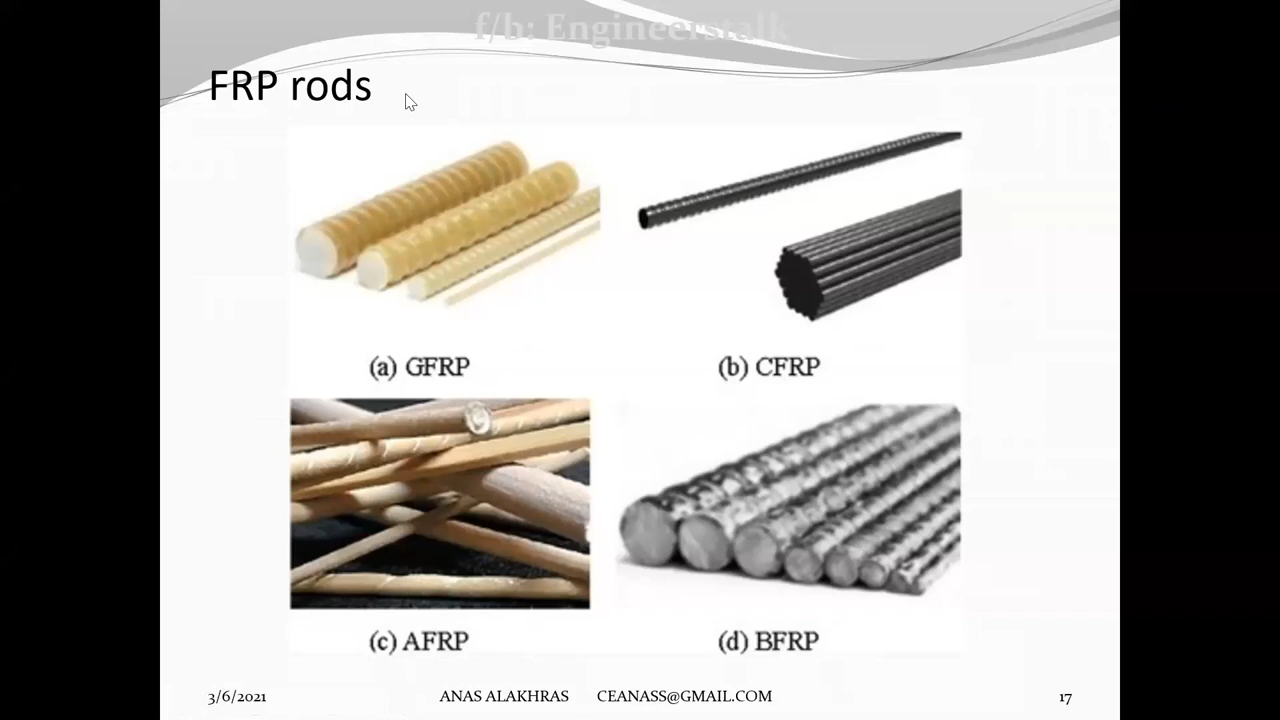 f/b: Engineerstalk
FRP rods
(a) GFRP
(b) CFRP
(c) AFRP
(d) BFRP
3/6/2021
ANAS ALAKHRAS CEANASS@GMAIL.COM
17